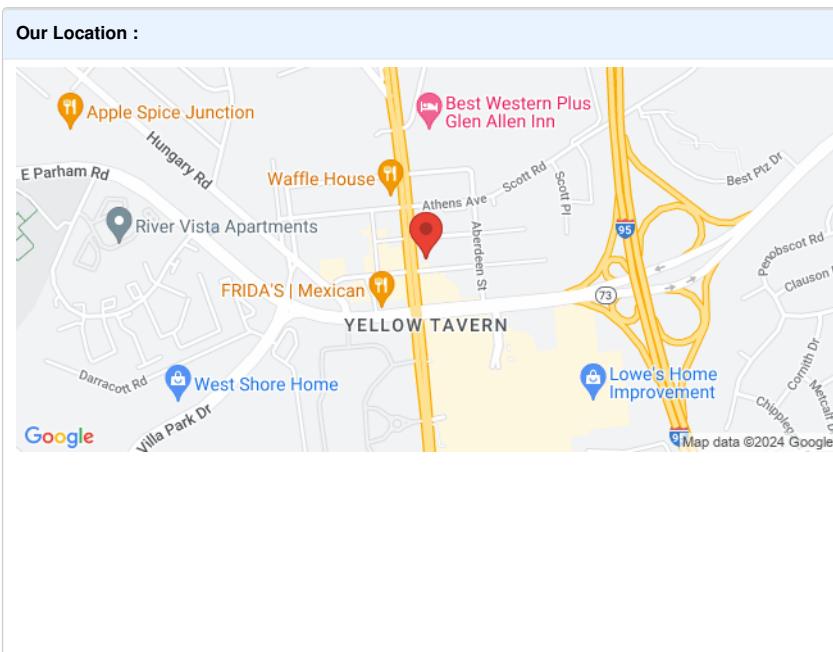 Our Location :
Apple Spice Junction
Best Western Plus
Glen Allen Inn
Hungary Rd
E Parham Rd
Waffle House
Scott Rd
Scott Pl
Best Plz Dr
Athens Ave
River Vista Apartments
Aberdeen St
95
Penobscot Rd
Clauson
FRIDA'S | Mexican
73
YELLOW TAVERN
Darracott Rd
West Shore Home
Lowe's Home
Improvement
Cornith Dr
Metcalf D
Chippleg
Villa Park Dr
Google
Map data ©2024 Google